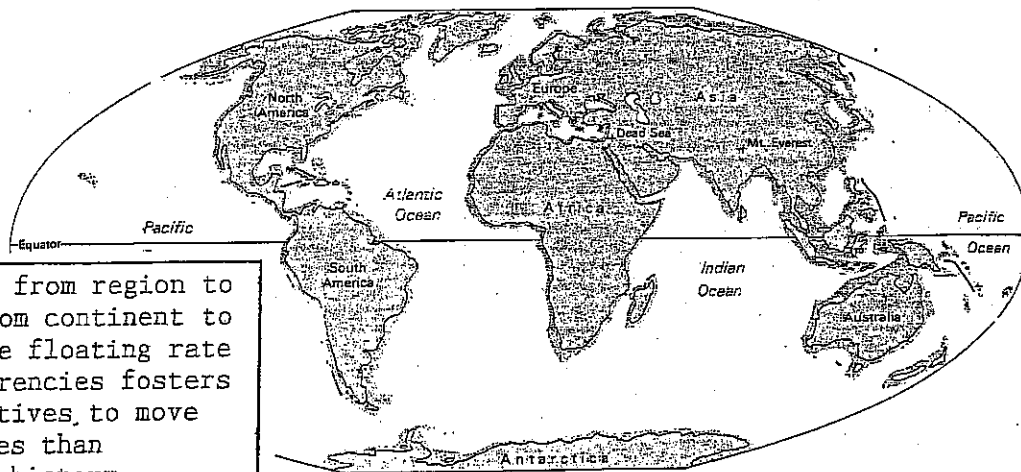 North
America
Europe
Asia
Dead Sea
Mt. Everest
Atlantic
Ocean
Africa
Pacific
Pacific
Equator
Ocean
South
America
Indian
Ocean
Australia
Antarctica
from region to
om continent to
e floating rate
rencies fosters
tives, to move
es than